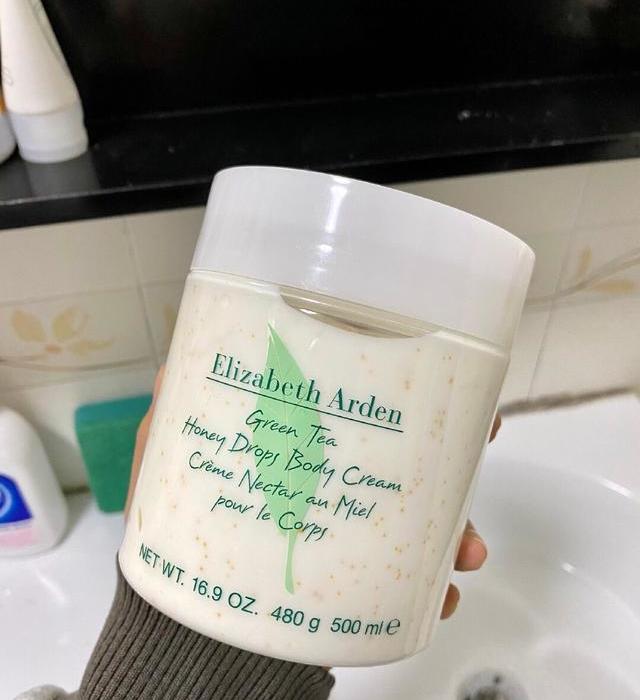 Elizabeth Arden
Green Tea
Honey Drops Body Cream
Crème Nectar au Miel
pour le Corps
NET WT. 16.9 OZ. 480 g 500 ml ℮